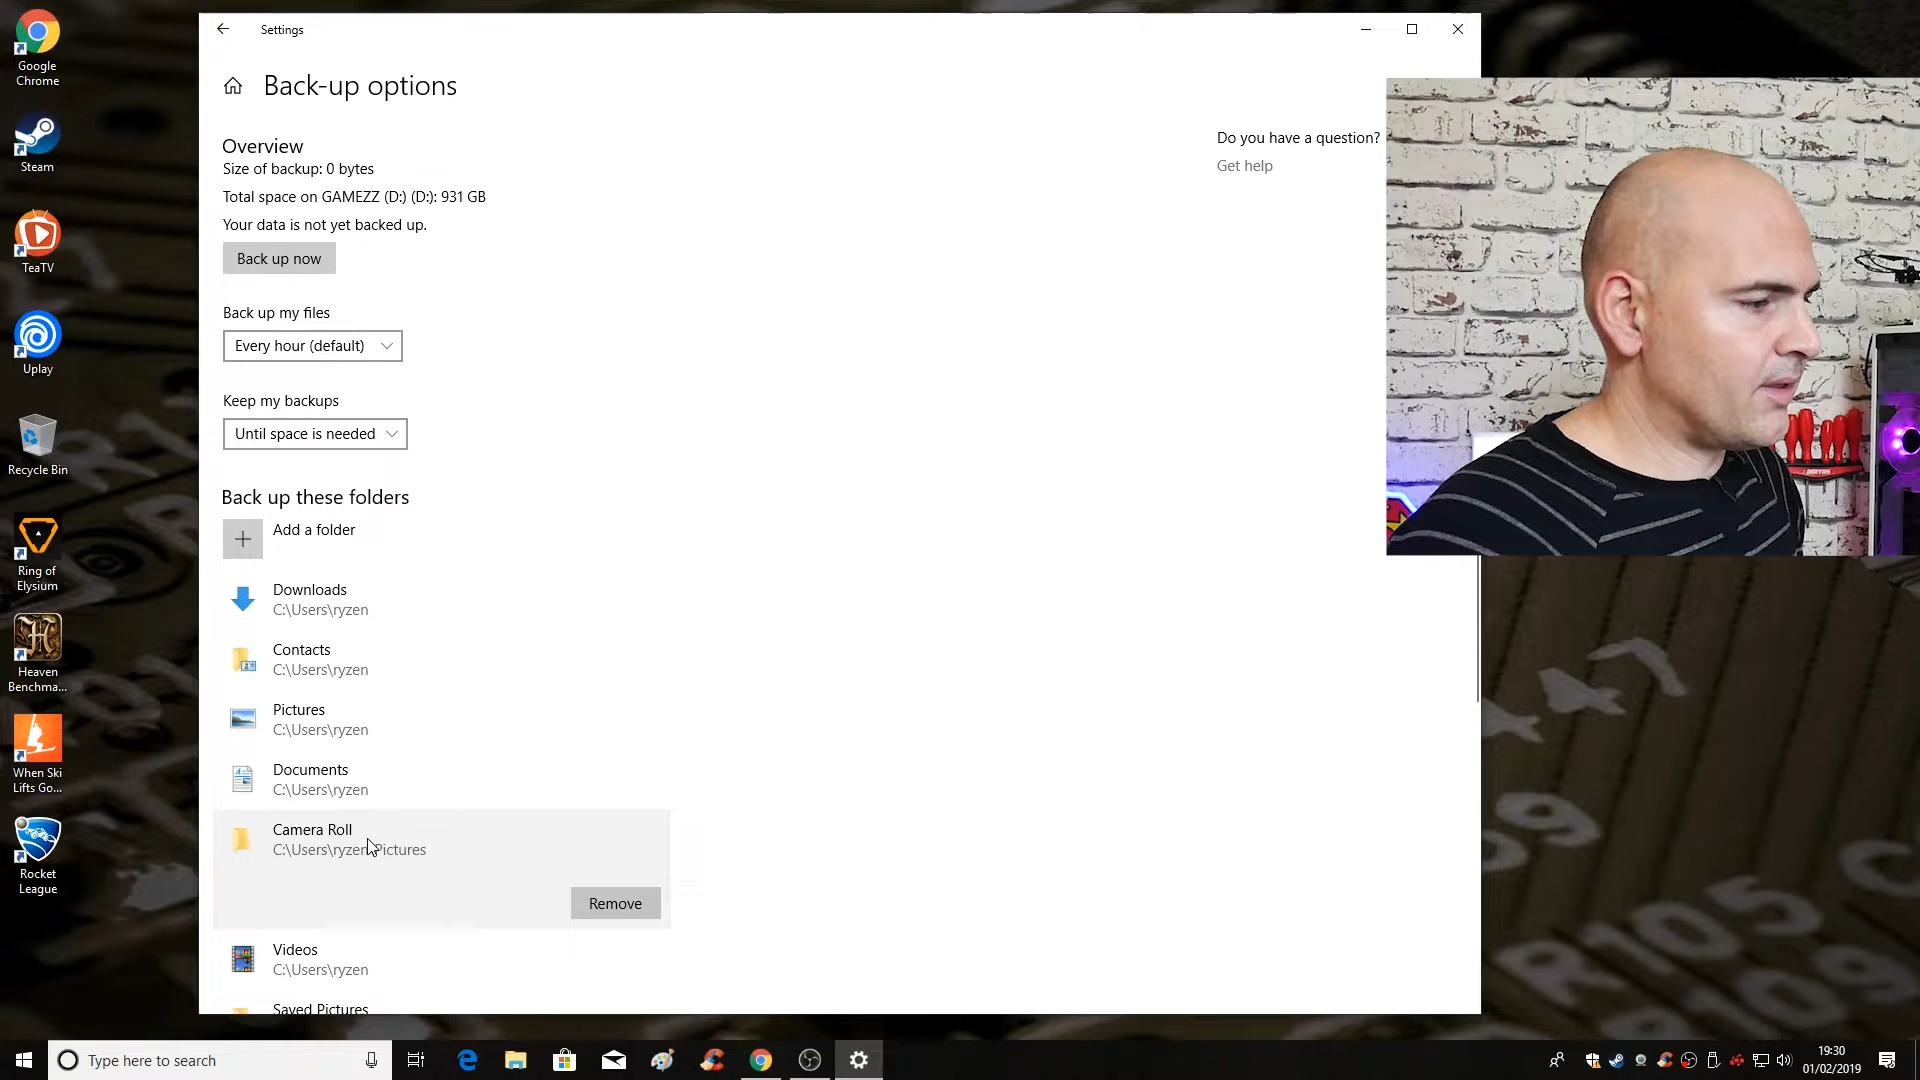 Settings
Back-up options
Overview
Size of backup: 0 bytes
Total space on GAMEZZ (D:) (D:): 931 GB
Your data is not yet backed up.
Back up now
Back up my files
Every hour (default)
Keep my backups
Until space is needed
Back up these folders
Add a folder
Downloads
C:\Users\ryzen
Contacts
C:\Users\ryzen
Pictures
C:\Users\ryzen
Documents
C:\Users\ryzen
Camera Roll
C:\Users\ryzen\Pictures
Remove
Videos
C:\Users\ryzen
Saved Pictures
Do you have a question?
Get help
Google
Chrome
Steam
TeaTV
Uplay
Recycle Bin
Ring of
Elysium
Heaven
Benchma...
When Ski
Lifts Go...
Rocket
League
R105
Type here to search
19:30
01/02/2019